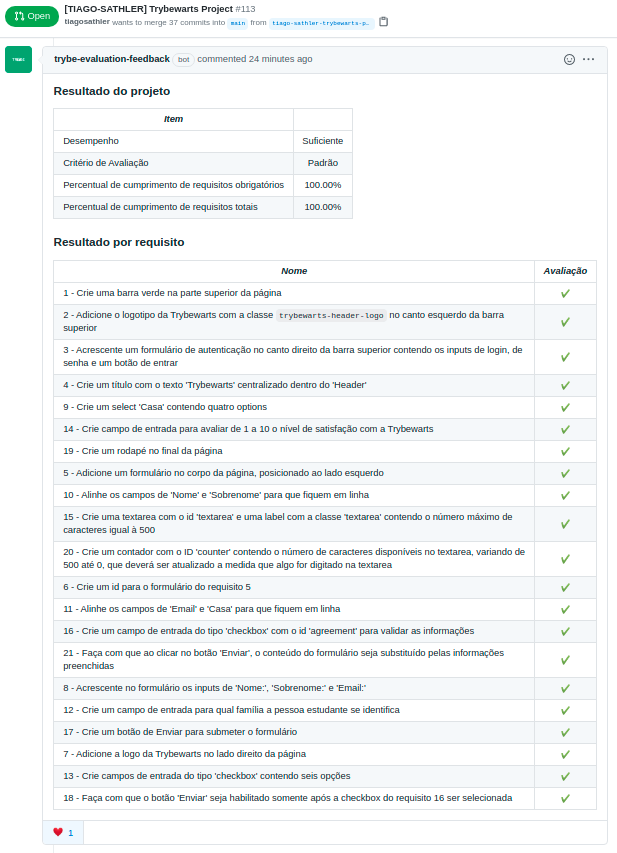 Open
[TIAGO-SATHLER] Trybewarts Project #113
tiagosathler wants to merge 37 commits into main from tiago-sathler-trybewarts-p…
trybe-evaluation-feedback bot commented 24 minutes ago
Resultado do projeto
Item
Desempenho Suficiente
Critério de Avaliação Padrão
Percentual de cumprimento de requisitos obrigatórios 100.00%
Percentual de cumprimento de requisitos totais 100.00%
Resultado por requisito
Nome Avaliação
1 - Crie uma barra verde na parte superior da página ✔
2 - Adicione o logotipo da Trybewarts com a classe trybewarts-header-logo no canto esquerdo da barra
superior ✔
3 - Acrescente um formulário de autenticação no canto direito da barra superior contendo os inputs de login, de
senha e um botão de entrar ✔
4 - Crie um título com o texto 'Trybewarts' centralizado dentro do 'Header' ✔
9 - Crie um select 'Casa' contendo quatro options ✔
14 - Crie campo de entrada para avaliar de 1 a 10 o nível de satisfação com a Trybewarts ✔
19 - Crie um rodapé no final da página ✔
5 - Adicione um formulário no corpo da página, posicionado ao lado esquerdo ✔
10 - Alinhe os campos de 'Nome' e 'Sobrenome' para que fiquem em linha ✔
15 - Crie uma textarea com o id 'textarea' e uma label com a classe 'textarea' contendo o número máximo de
caracteres igual à 500 ✔
20 - Crie um contador com o ID 'counter' contendo o número de caracteres disponíveis no textarea, variando de
500 até 0, que deverá ser atualizado a medida que algo for digitado na textarea ✔
6 - Crie um id para o formulário do requisito 5 ✔
11 - Alinhe os campos de 'Email' e 'Casa' para que fiquem em linha ✔
16 - Crie um campo de entrada do tipo 'checkbox' com o id 'agreement' para validar as informações ✔
21 - Faça com que ao clicar no botão 'Enviar', o conteúdo do formulário seja substituído pelas informações
preenchidas ✔
8 - Acrescente no formulário os inputs de 'Nome:', 'Sobrenome:' e 'Email:' ✔
12 - Crie um campo de entrada para qual família a pessoa estudante se identifica ✔
17 - Crie um botão de Enviar para submeter o formulário ✔
7 - Adicione a logo da Trybewarts no lado direito da página ✔
13 - Crie campos de entrada do tipo 'checkbox' contendo seis opções ✔
18 - Faça com que o botão 'Enviar' seja habilitado somente após a checkbox do requisito 16 ser selecionada ✔
❤️ 1